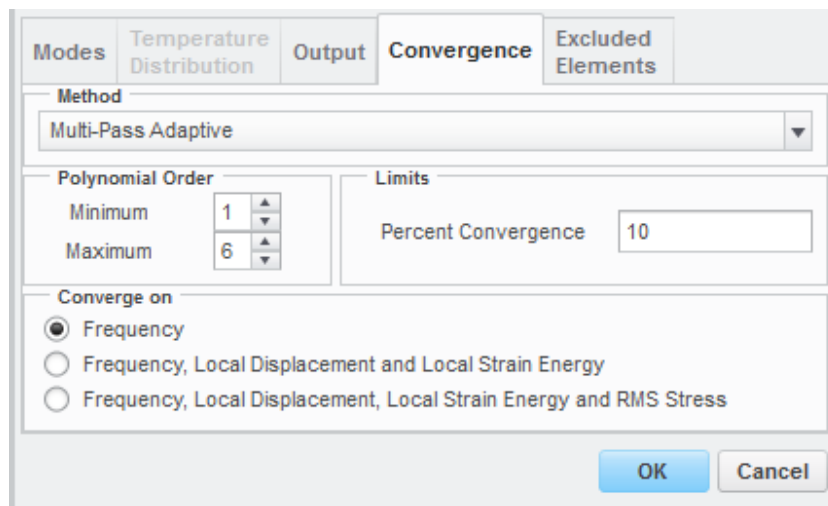 Modes Temperature Distribution Output Convergence Excluded Elements
Method
Multi-Pass Adaptive
Polynomial Order
Minimum 1
Maximum 6
Limits
Percent Convergence 10
Converge on
Frequency
Frequency, Local Displacement and Local Strain Energy
Frequency, Local Displacement, Local Strain Energy and RMS Stress
OK Cancel